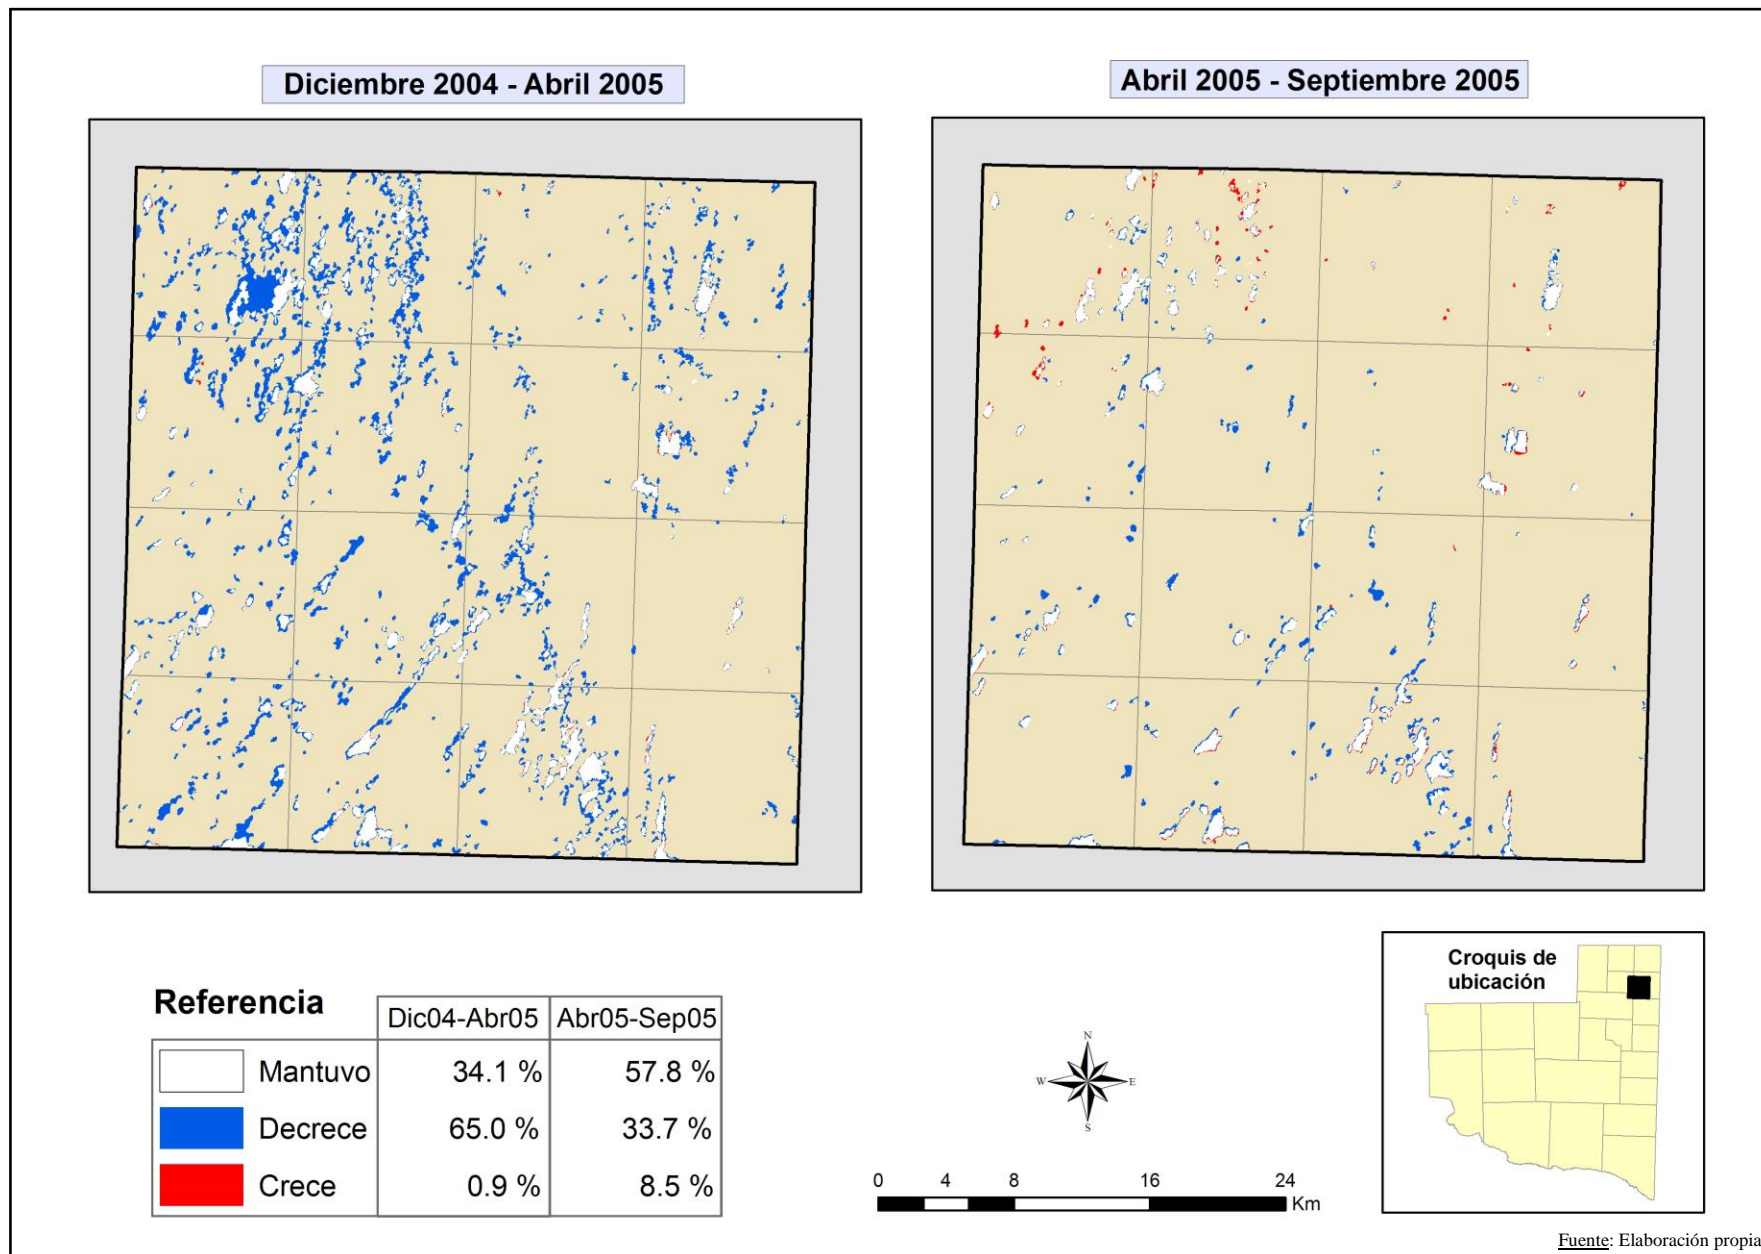 Diciembre 2004 - Abril 2005
Abril 2005 - Septiembre 2005
Referencia
Dic04-Abr05 Abr05-Sep05
Mantuvo 34.1 % 57.8 %
Decrece 65.0 % 33.7 %
Crece 0.9 % 8.5 %
N
W E
S
0 4 8 16 24
Km
Croquis de
ubicación
Fuente: Elaboración propia